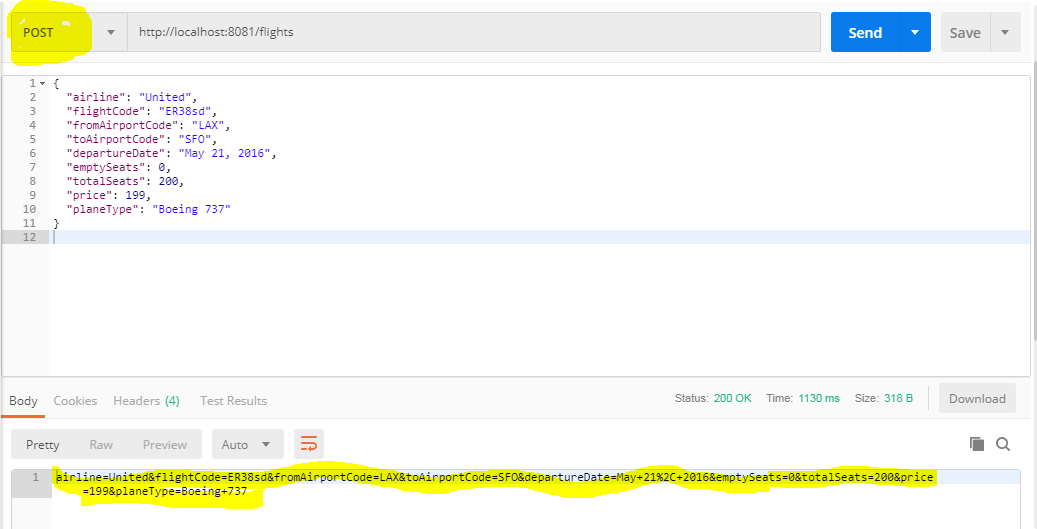 POST http://localhost:8081/flights Send Save
1 {
2 "airline": "United",
3 "flightCode": "ER38sd",
4 "fromAirportCode": "LAX",
5 "toAirportCode": "SFO",
6 "departureDate": "May 21, 2016",
7 "emptySeats": 0,
8 "totalSeats": 200,
9 "price": 199,
10 "planeType": "Boeing 737"
11 }
12
Body Cookies Headers (4) Test Results Status: 200 OK Time: 1130 ms Size: 318 B Download
Pretty Raw Preview Auto
1 airline=United&flightCode=ER38sd&fromAirportCode=LAX&toAirportCode=SFO&departureDate=May+21%2C+2016&emptySeats=0&totalSeats=200&price
=199&planeType=Boeing+737